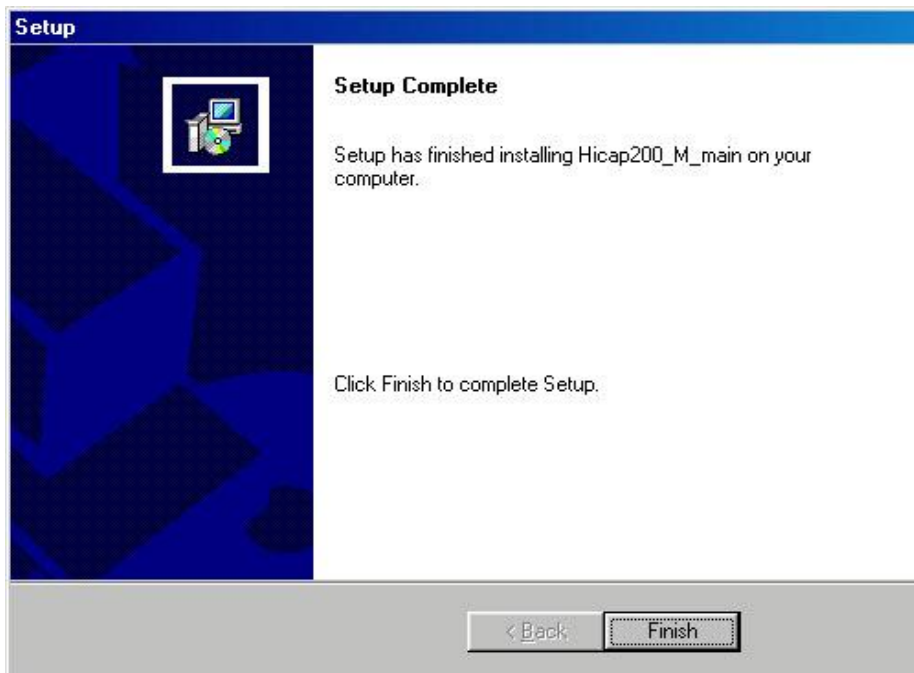 Setup
Setup Complete
Setup has finished installing Hicap200_M_main on your
computer.
Click Finish to complete Setup.
< Back
Finish